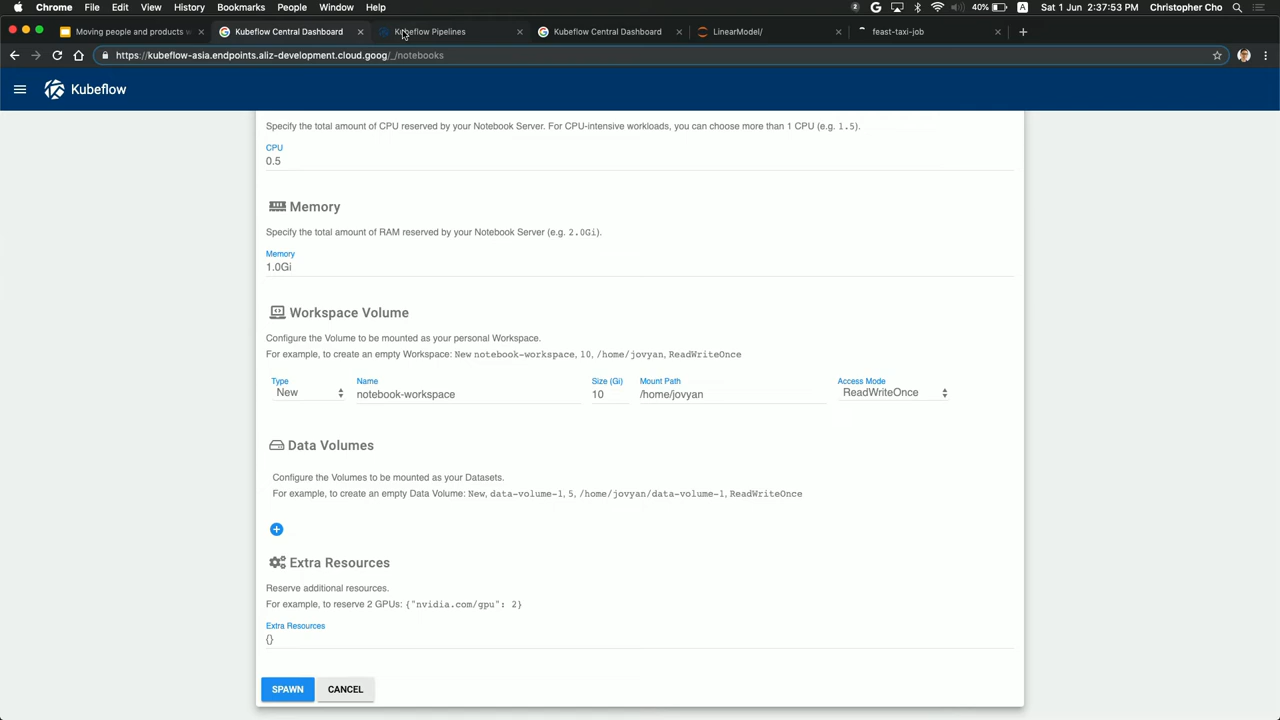 Chrome File Edit View History Bookmarks People Window Help 40% A Sat 1 Jun 2:37:53 PM Christopher Cho
Moving people and products w Kubeflow Central Dashboard Kubeflow Pipelines Kubeflow Central Dashboard LinearModel/ feast-taxi-job
https://kubeflow-asia.endpoints.aliz-development.cloud.goog/_/notebooks
Kubeflow
Specify the total amount of CPU reserved by your Notebook Server. For CPU-intensive workloads, you can choose more than 1 CPU (e.g. 1.5).
CPU
0.5
Memory
Specify the total amount of RAM reserved by your Notebook Server (e.g. 2.0Gi).
Memory
1.0Gi
Workspace Volume
Configure the Volume to be mounted as your personal Workspace.
For example, to create an empty Workspace: New notebook-workspace, 10, /home/jovyan, ReadWriteOnce
Type Name Size (Gi) Mount Path Access Mode
New notebook-workspace 10 /home/jovyan ReadWriteOnce
Data Volumes
Configure the Volumes to be mounted as your Datasets.
For example, to create an empty Data Volume: New, data-volume-1, 5, /home/jovyan/data-volume-1, ReadWriteOnce
Extra Resources
Reserve additional resources.
For example, to reserve 2 GPUs: {"nvidia.com/gpu": 2}
Extra Resources
{}
SPAWN CANCEL